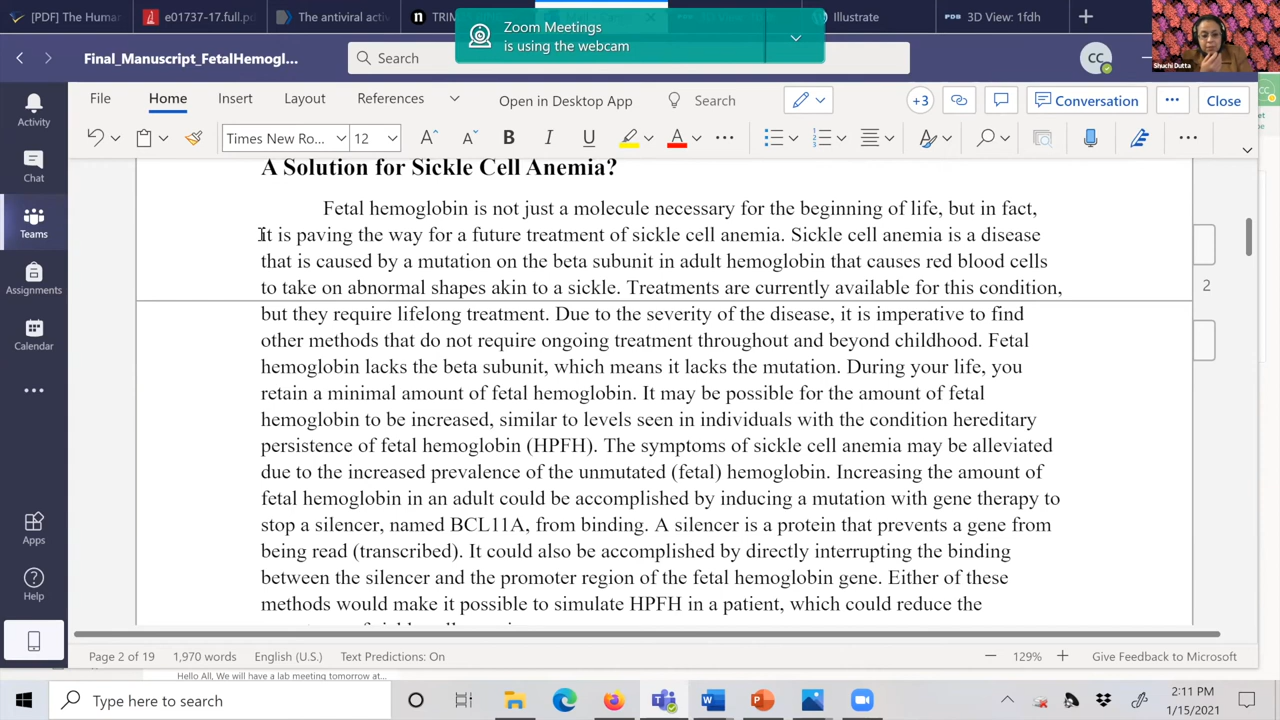 [PDF] The Human
e01737-17.full.p
The antiviral acti
TRIM
Illustrate
3D View: 1fdh
Zoom Meetings
is using the webcam
Shuchi Dutta
Final_Manuscript_FetalHemogl...
Search
CC
File
Home
Insert
Layout
References
Open in Desktop App
Search
+3
Conversation
Close
Times New Ro...
12
Activity
Chat
Teams
Assignments
Calendar
Apps
Help
A Solution for Sickle Cell Anemia?
Fetal hemoglobin is not just a molecule necessary for the beginning of life, but in fact,
it is paving the way for a future treatment of sickle cell anemia. Sickle cell anemia is a disease
that is caused by a mutation on the beta subunit in adult hemoglobin that causes red blood cells
to take on abnormal shapes akin to a sickle. Treatments are currently available for this condition,
but they require lifelong treatment. Due to the severity of the disease, it is imperative to find
other methods that do not require ongoing treatment throughout and beyond childhood. Fetal
hemoglobin lacks the beta subunit, which means it lacks the mutation. During your life, you
retain a minimal amount of fetal hemoglobin. It may be possible for the amount of fetal
hemoglobin to be increased, similar to levels seen in individuals with the condition hereditary
persistence of fetal hemoglobin (HPFH). The symptoms of sickle cell anemia may be alleviated
due to the increased prevalence of the unmutated (fetal) hemoglobin. Increasing the amount of
fetal hemoglobin in an adult could be accomplished by inducing a mutation with gene therapy to
stop a silencer, named BCL11A, from binding. A silencer is a protein that prevents a gene from
being read (transcribed). It could also be accomplished by directly interrupting the binding
between the silencer and the promoter region of the fetal hemoglobin gene. Either of these
methods would make it possible to simulate HPFH in a patient, which could reduce the
2
Page 2 of 19
1,970 words
English (U.S.)
Text Predictions: On
129%
Give Feedback to Microsoft
Hello All, We will have a lab meeting tomorrow at...
Type here to search
2:11 PM
1/15/2021